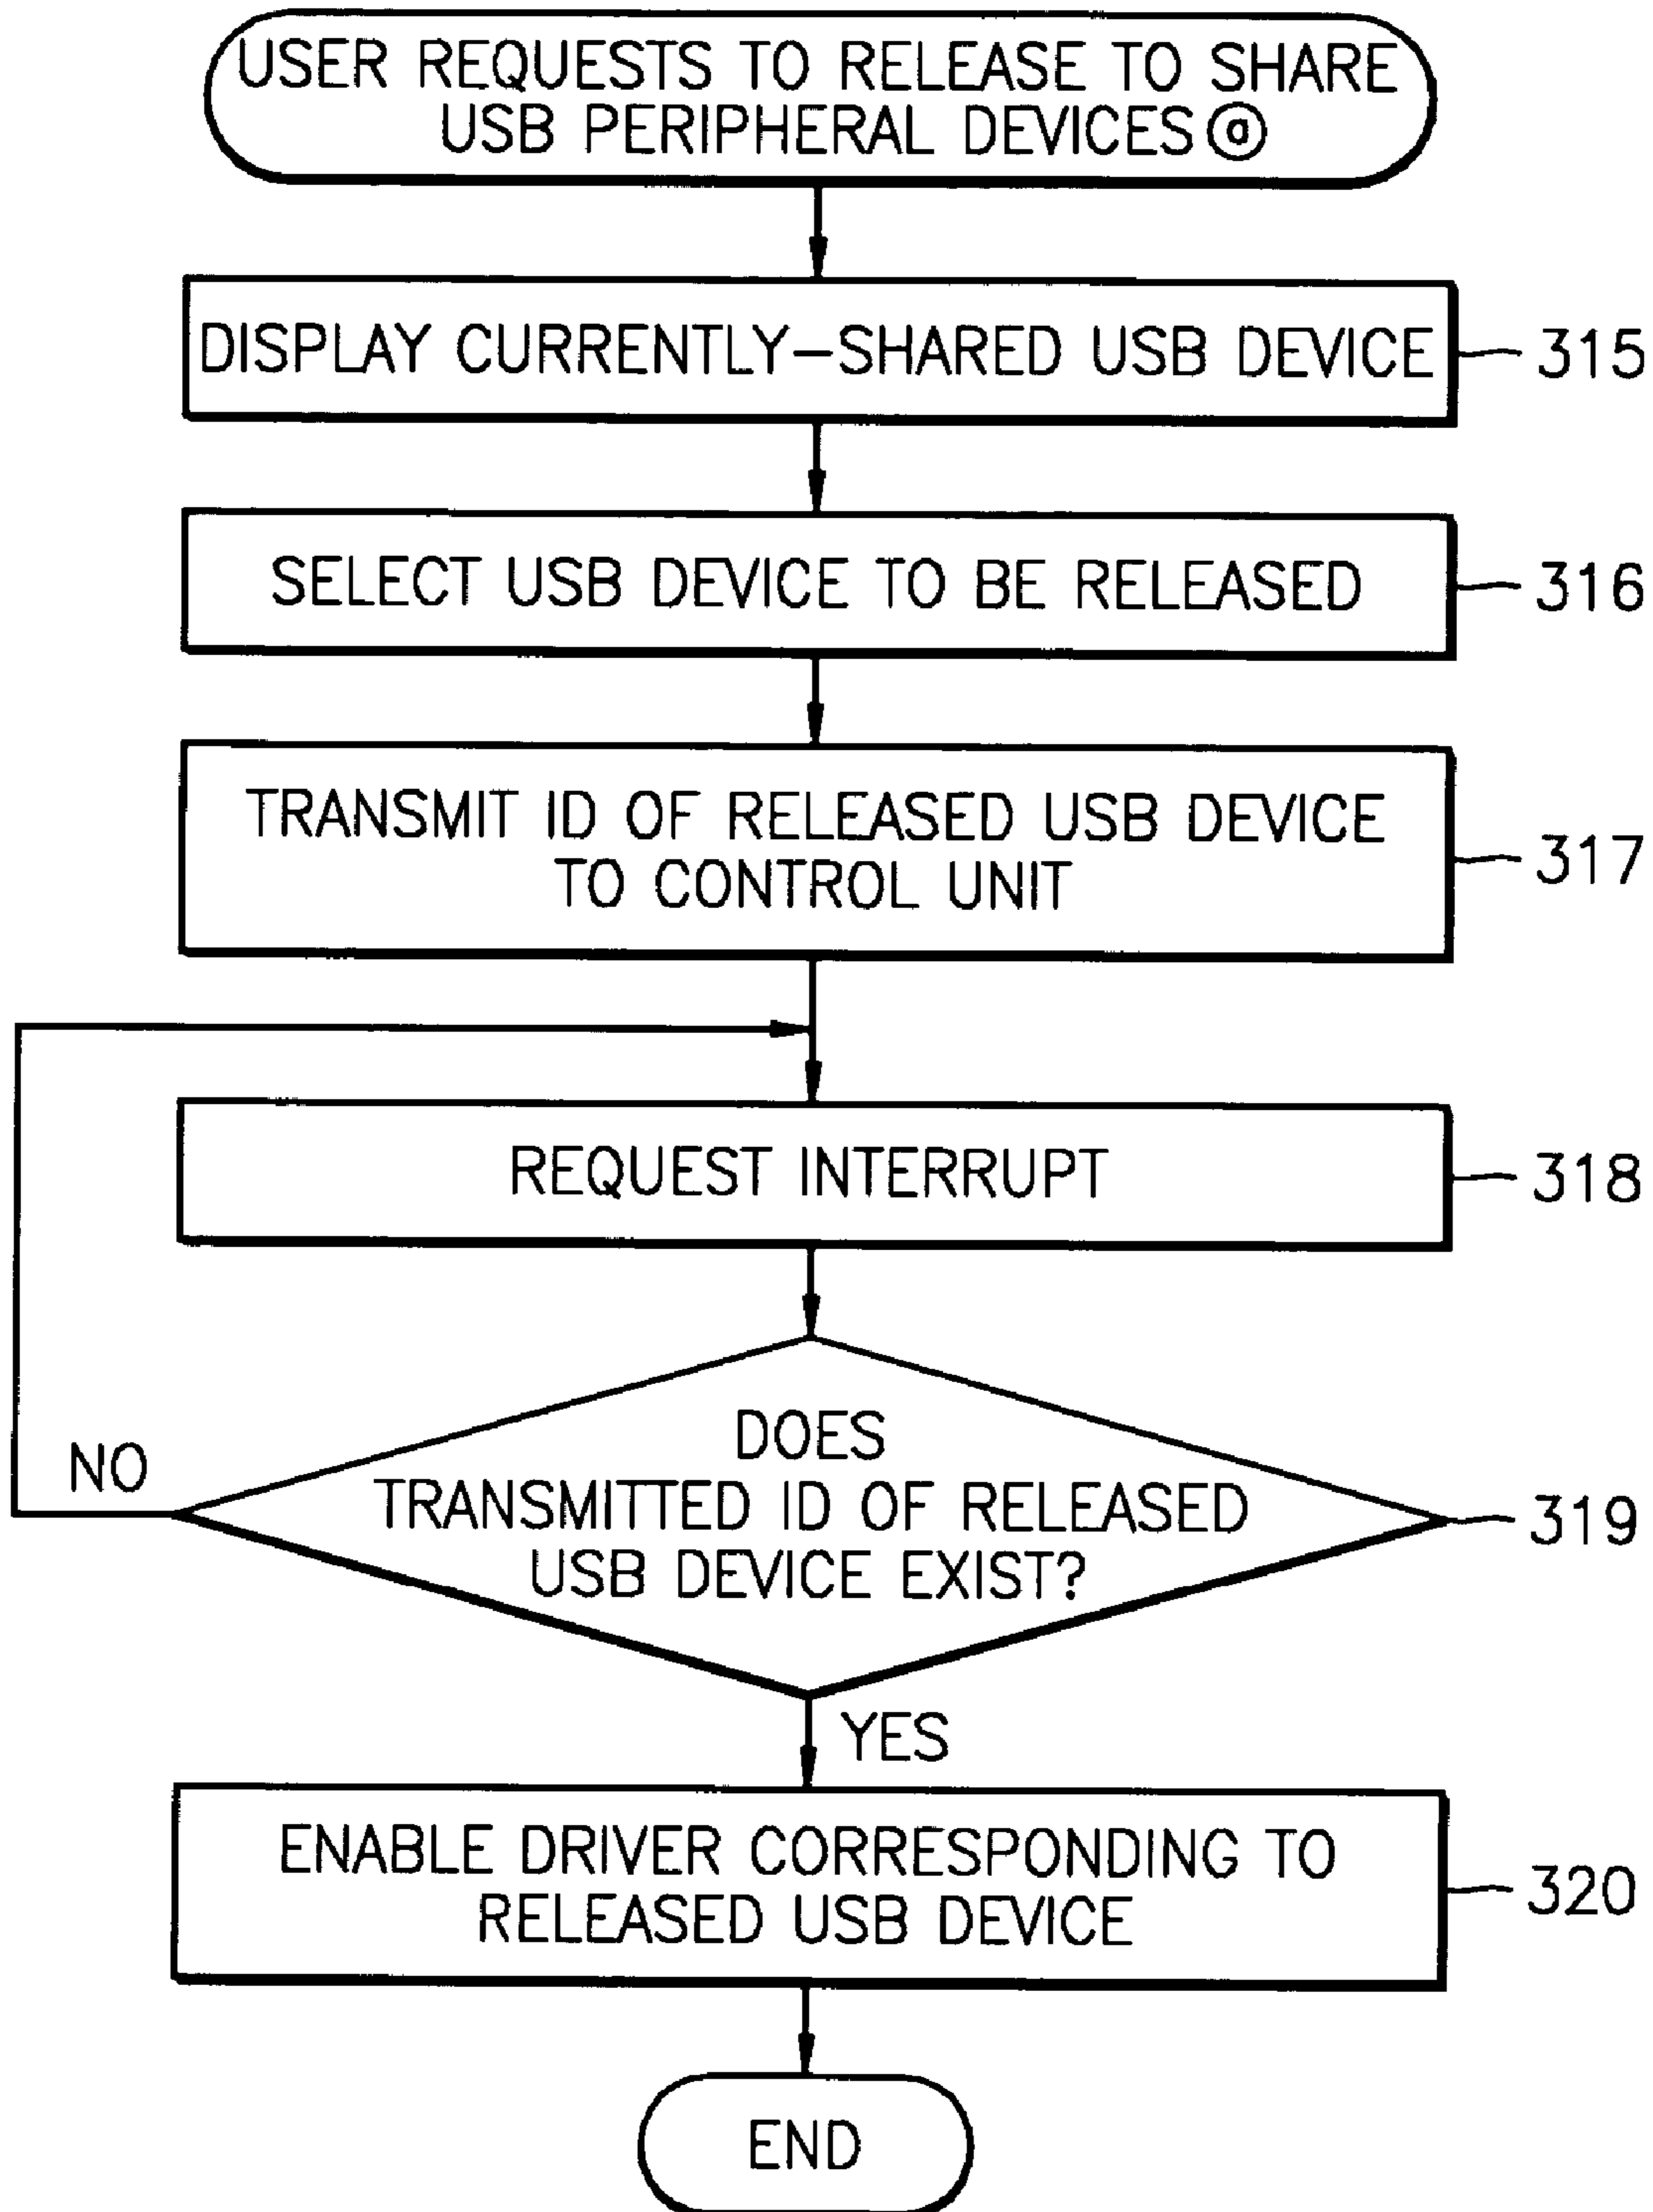 USER REQUESTS TO RELEASE TO SHARE
USB PERIPHERAL DEVICES ⓐ
DISPLAY CURRENTLY-SHARED USB DEVICE
315
SELECT USB DEVICE TO BE RELEASED
316
TRANSMIT ID OF RELEASED USB DEVICE
TO CONTROL UNIT
317
REQUEST INTERRUPT
318
NO
DOES
TRANSMITTED ID OF RELEASED
USB DEVICE EXIST?
319
YES
ENABLE DRIVER CORRESPONDING TO
RELEASED USB DEVICE
320
END